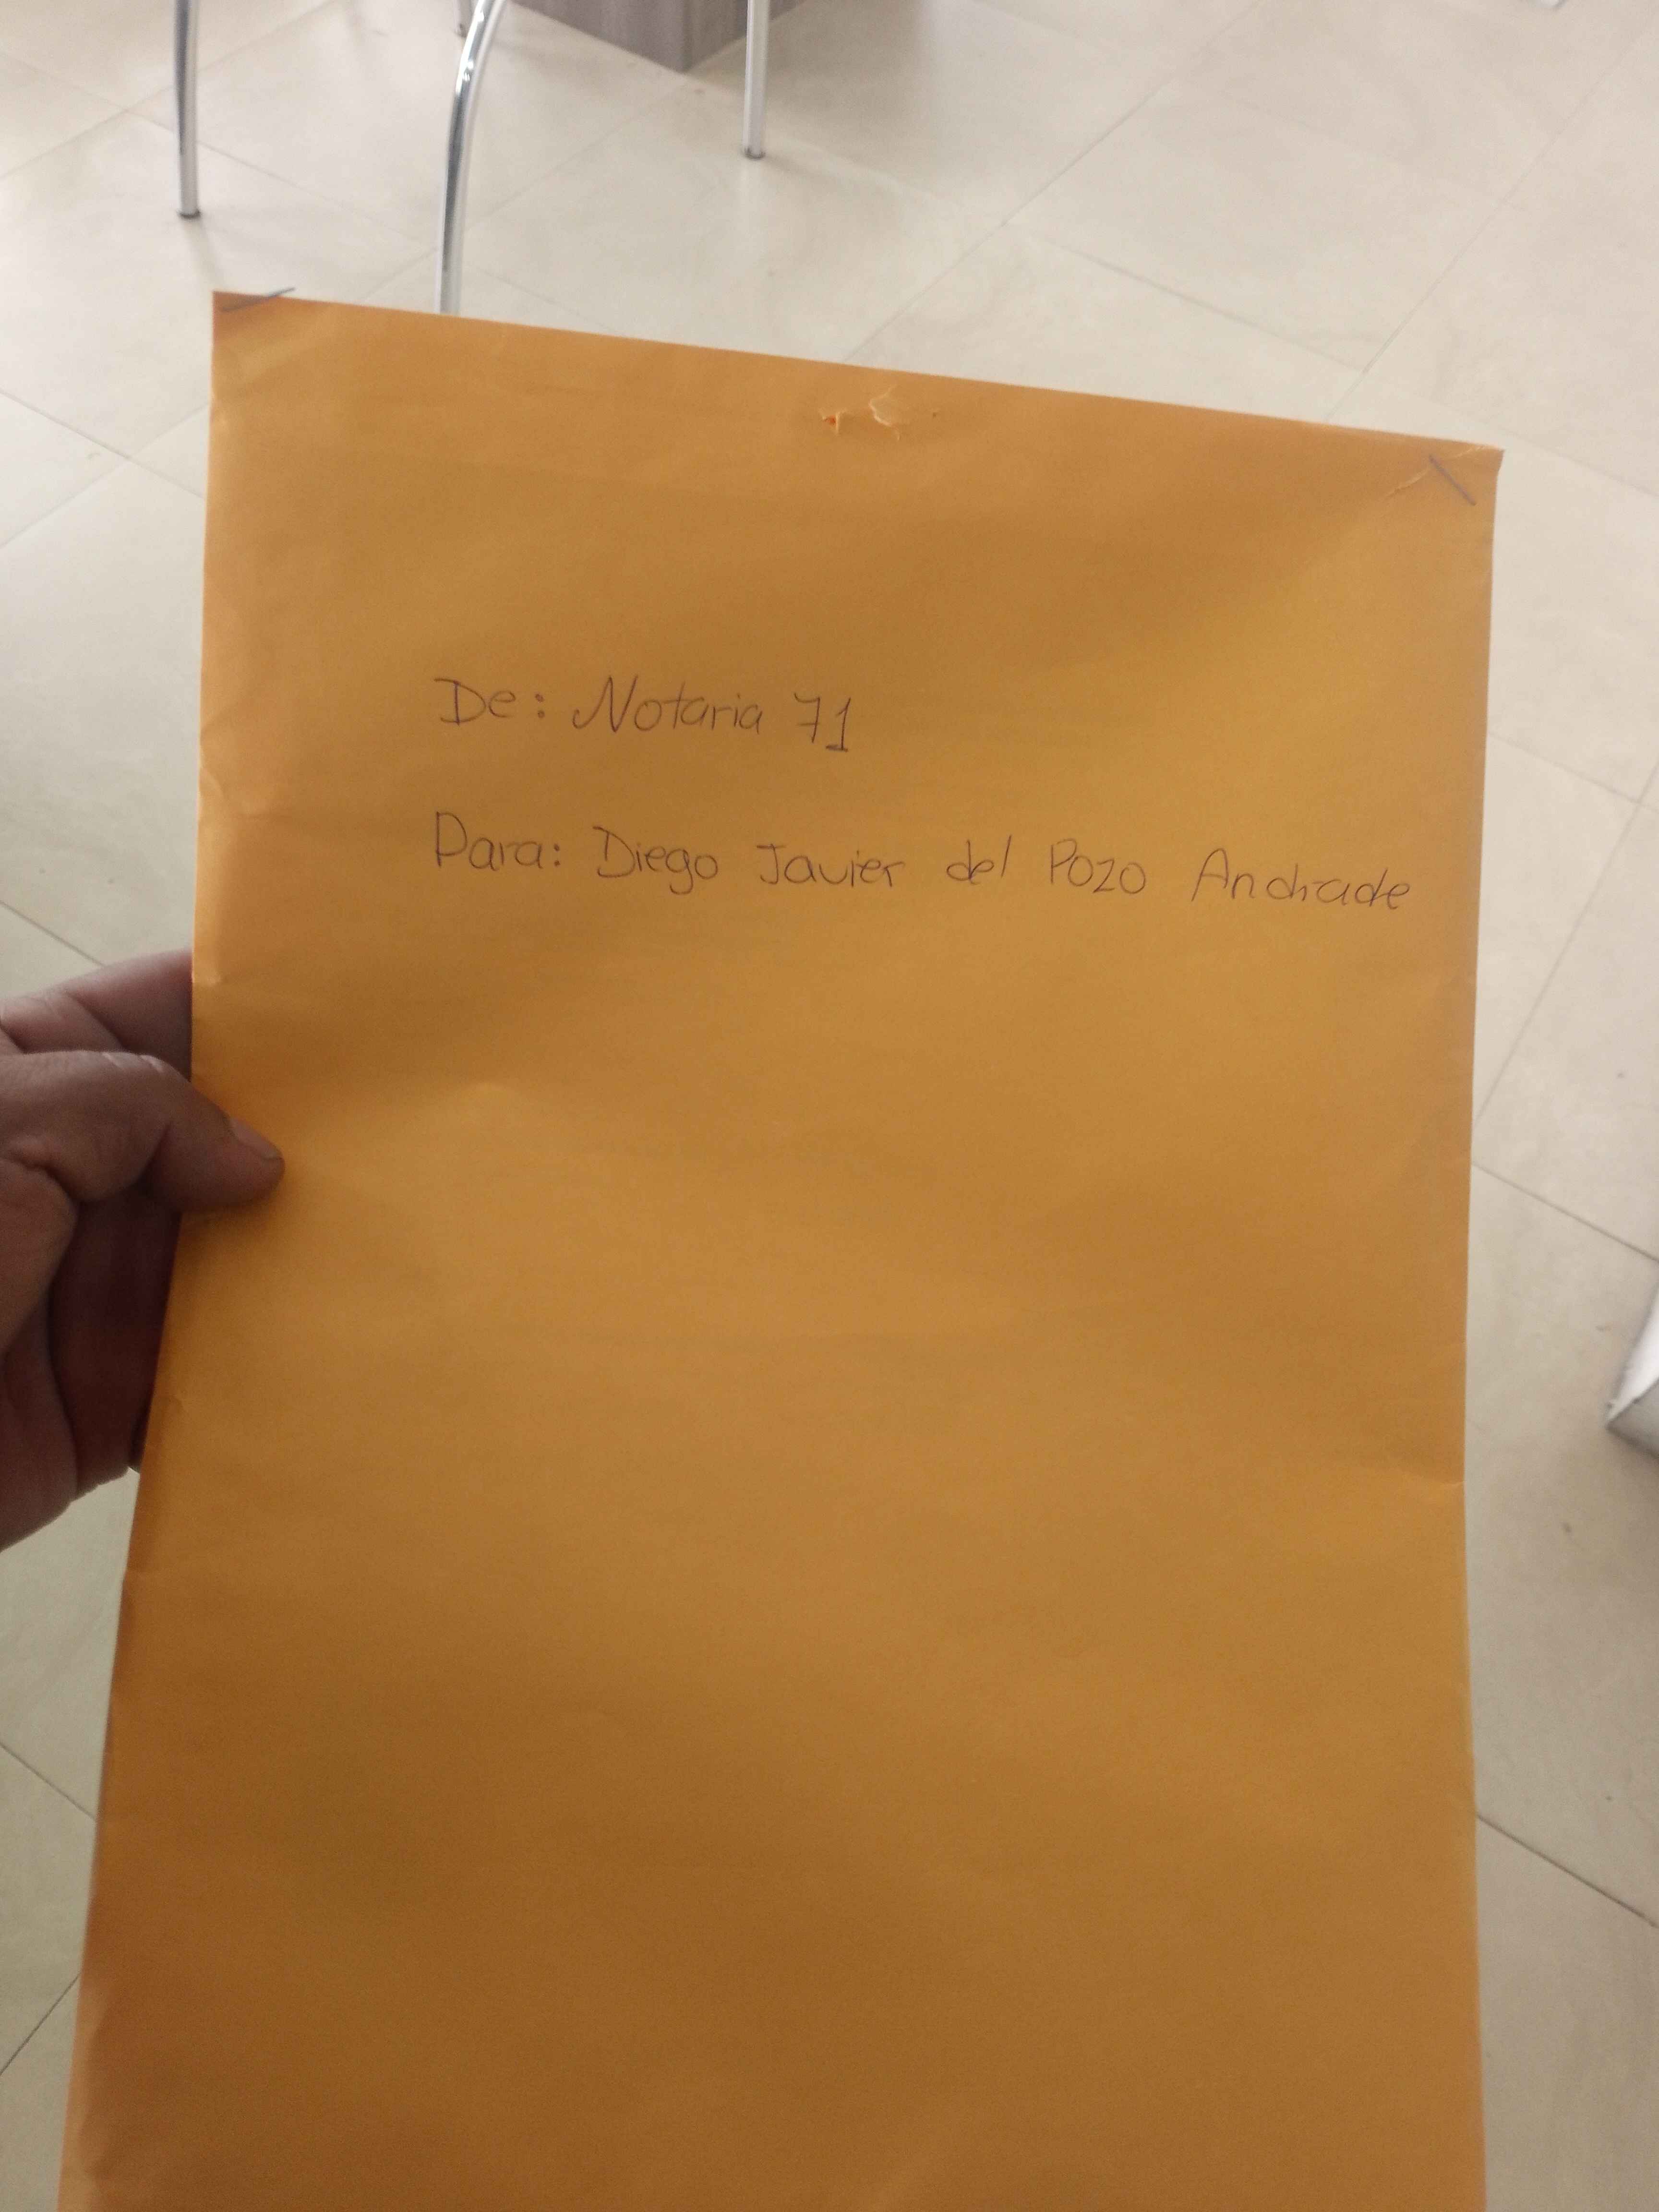 De: Notaria 71
Para: Diego Javier del Pozo Andrade